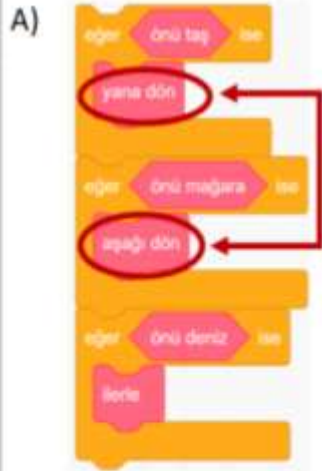 A)
eğer önü taş ise
yana dön
eğer önü mağara ise
aşağı dön
eğer önü deniz ise
ilerle